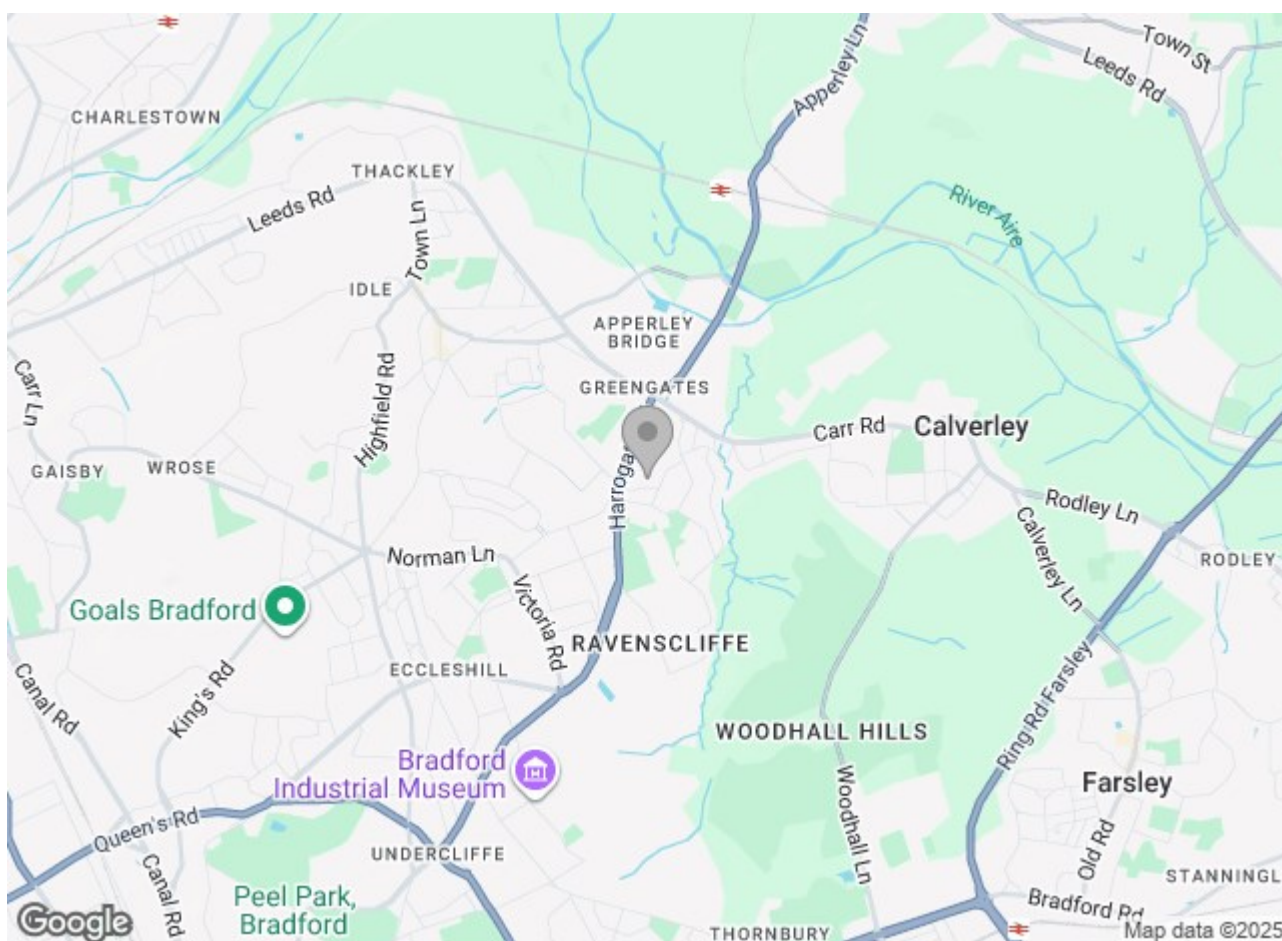 Town St
Leeds Rd
Apperley Ln
CHARLESTOWN
THACKLEY
Leeds Rd
Town Ln
River Aire
IDLE
APPERLEY
BRIDGE
GREENGATES
Carr Ln
Highfield Rd
Carr Rd
Calverley
GAISBY
WROSE
Harrogat
Rodley Ln
Calverley Ln
RODLEY
Norman Ln
Victoria Rd
Goals Bradford
RAVENSCLIFFE
ECCLESHILL
King's Rd
Canal Rd
Ring Rd Farsley
WOODHALL HILLS
Bradford
Industrial Museum
Farsley
Woodhall Ln
Queen's Rd
UNDERCLIFFE
Old Rd
Canal Rd
STANNINGL
Peel Park,
Bradford
Bradford Rd
Google
THORNBURY
Map data ©2025